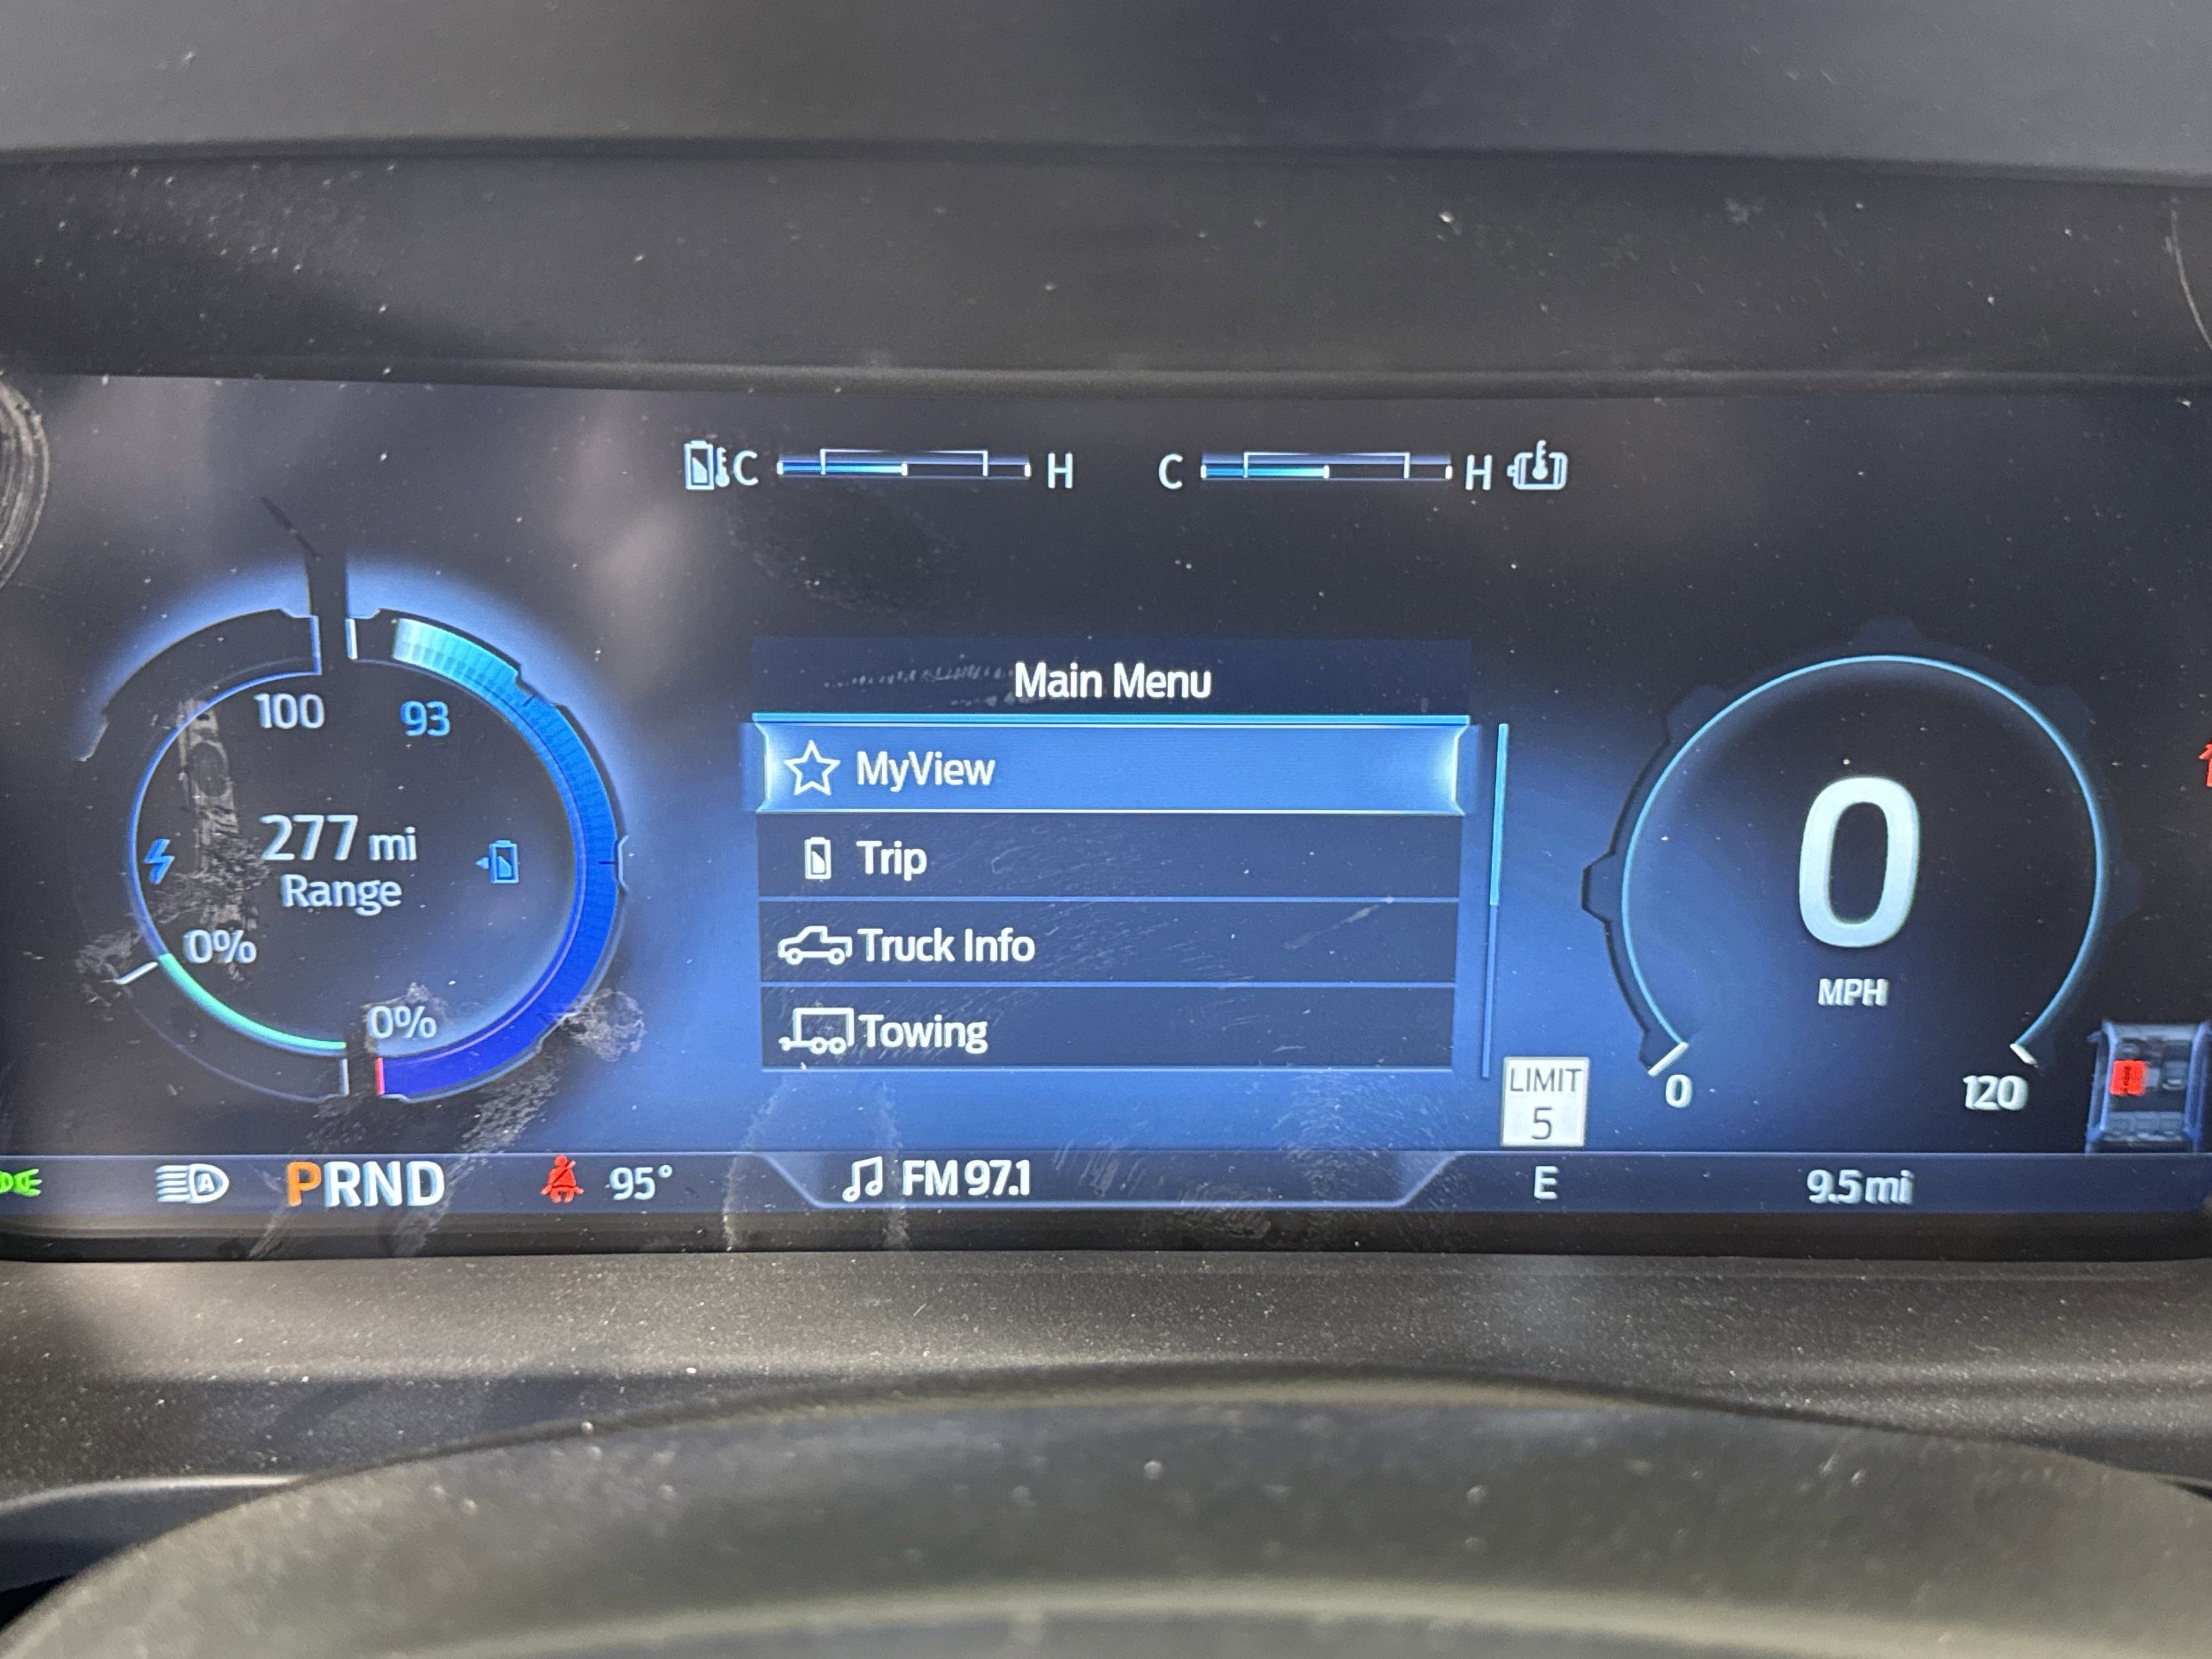 C H
C H
100 93
277 mi
Range
0%
0%
Main Menu
MyView
Trip
Truck Info
Towing
0
MPH
0 120
LIMIT
5
A
PRND
95°
FM 97.1
E
9.5 mi